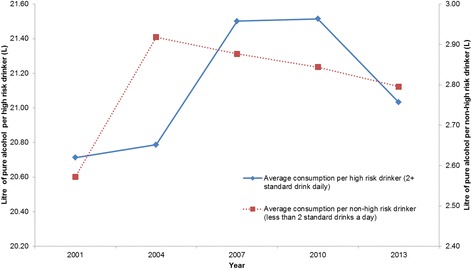 21.60
21.40
21.20
21.00
20.80
20.60
20.40
20.20
Litre of pure alcohol per high risk drinker (L)
3.00
2.90
2.80
2.70
2.60
2.50
2.40
Litre of pure alcohol per non-high risk drinker (L)
Average consumption per high risk drinker (2+
standard drink daily)
Average consumption per non-high risk drinker
(less than 2 standard drinks a day)
2001 2004 2007 2010 2013
Year